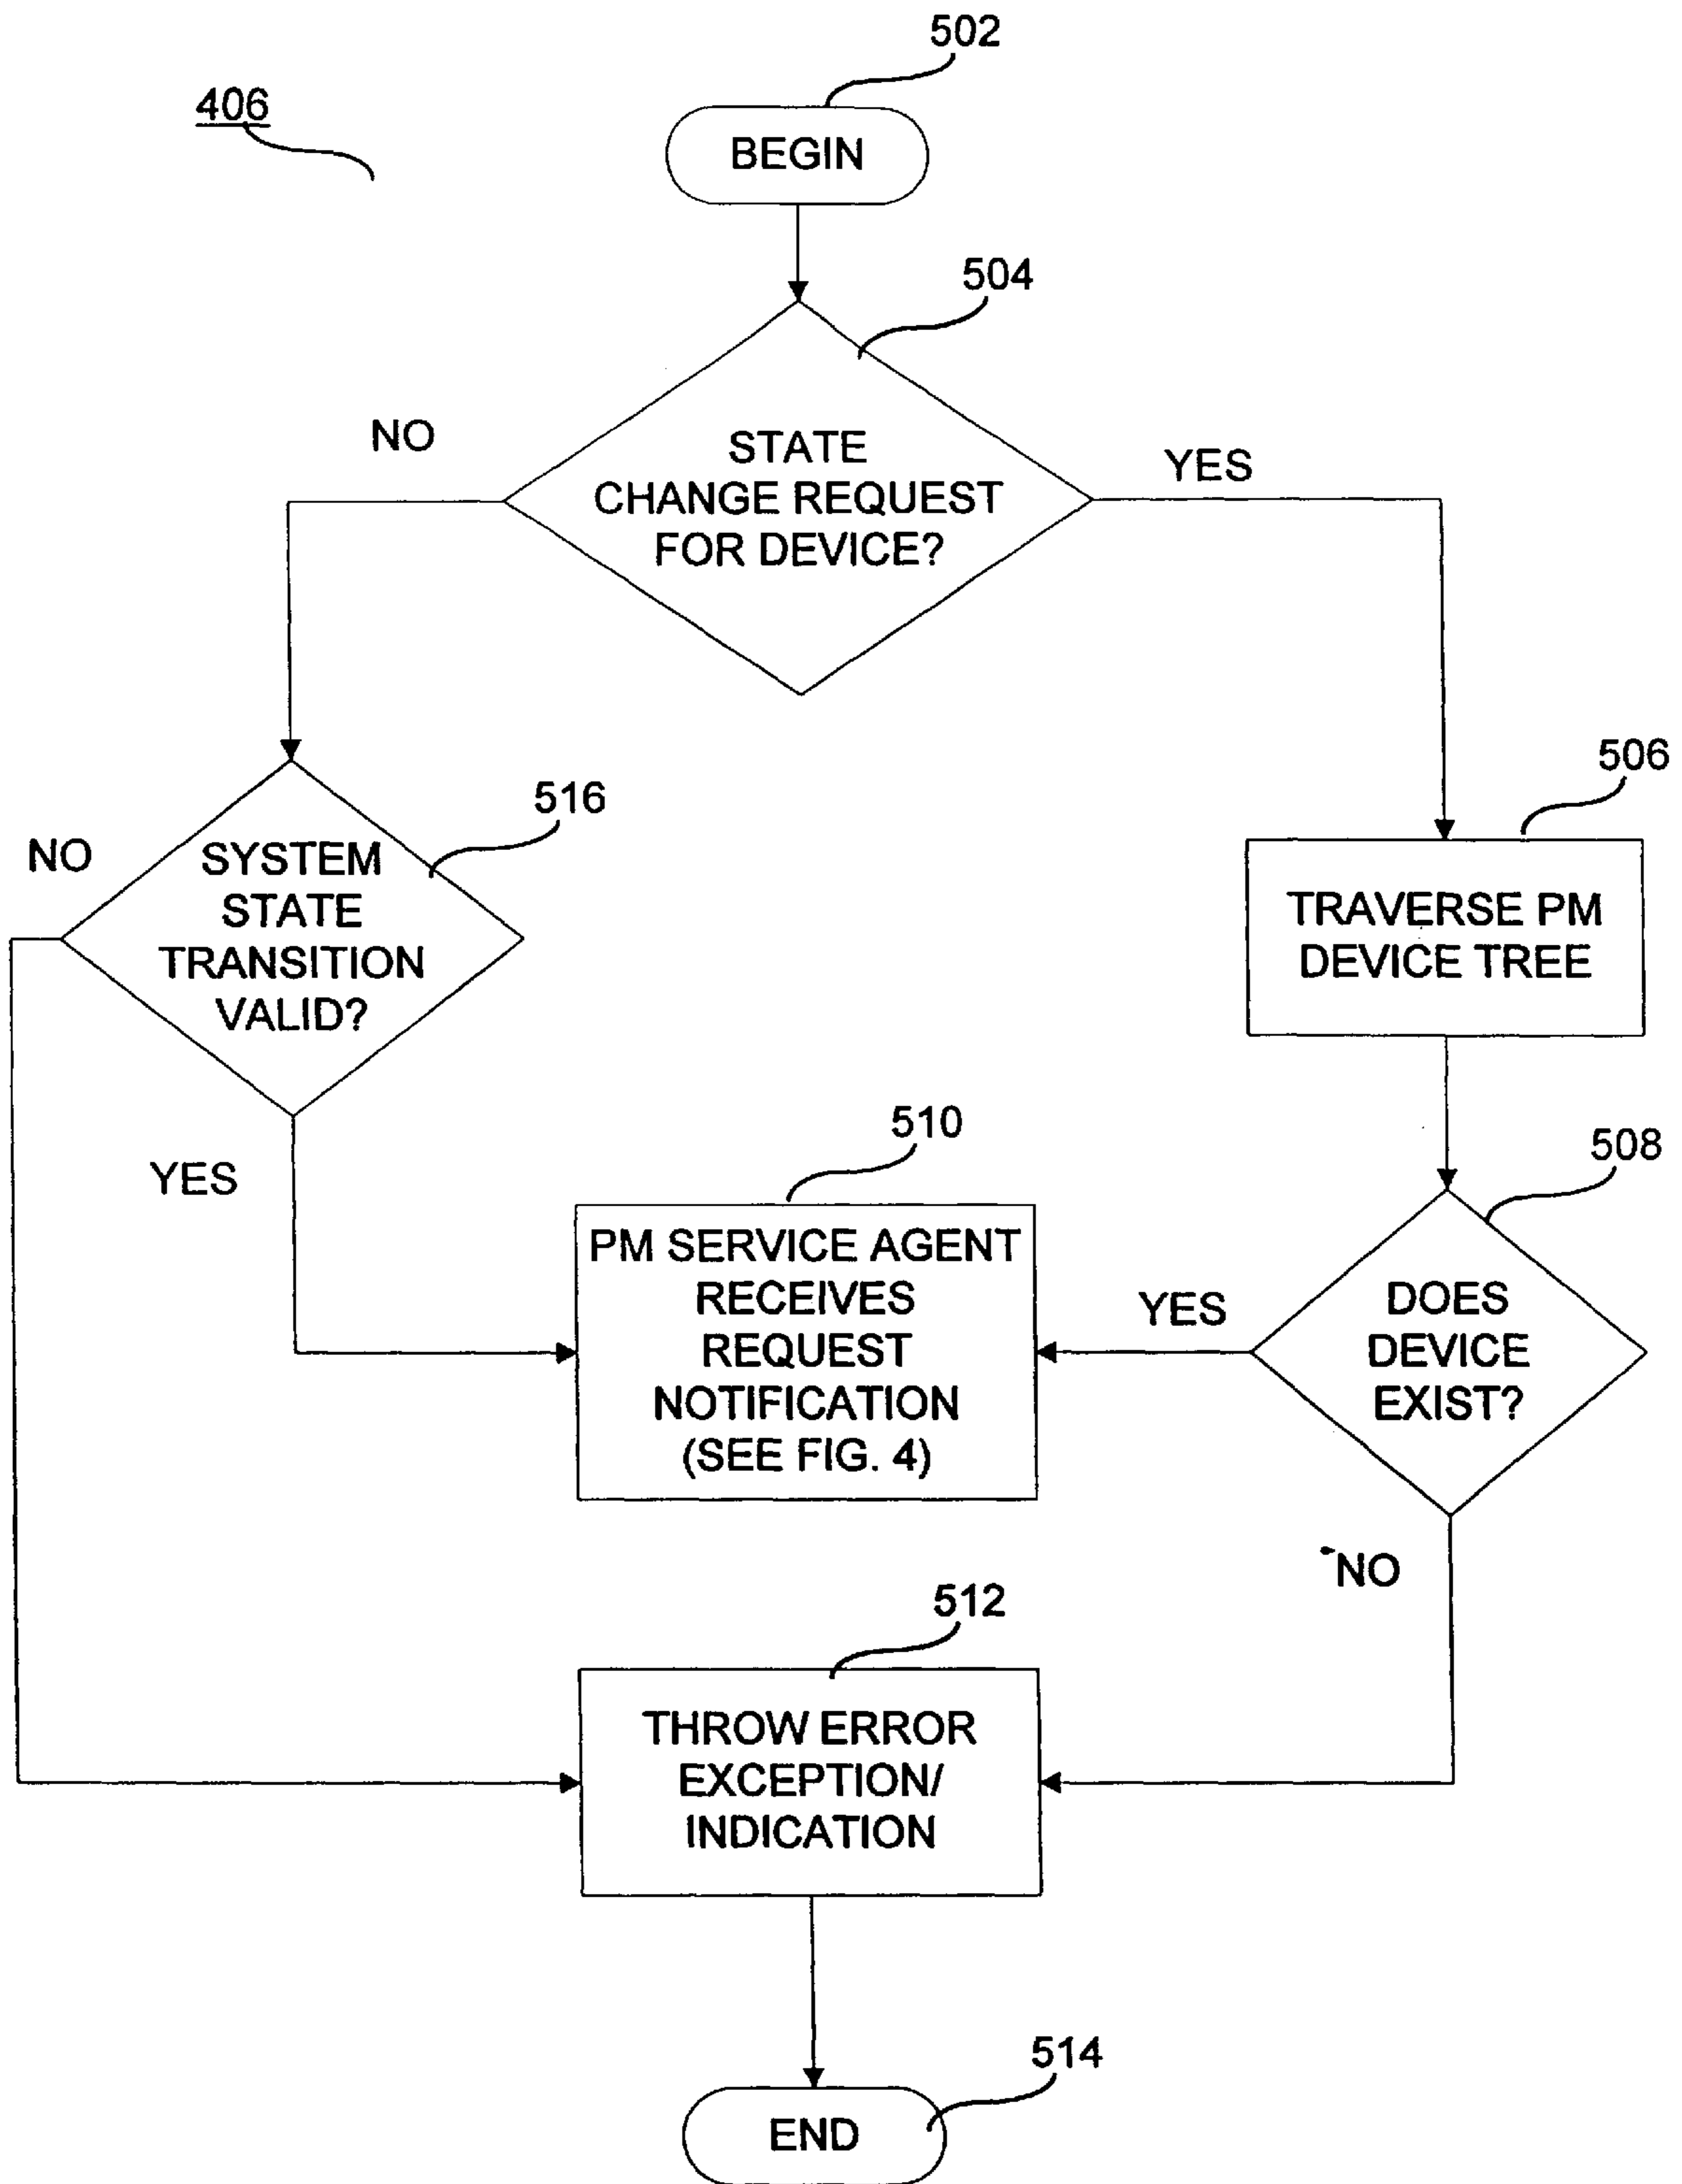 502
406
BEGIN
504
NO
YES
STATE
CHANGE REQUEST
FOR DEVICE?
506
516
NO
SYSTEM
STATE
TRANSITION
VALID?
TRAVERSE PM
DEVICE TREE
510
508
YES
PM SERVICE AGENT
RECEIVES
REQUEST
NOTIFICATION
(SEE FIG. 4)
YES
DOES
DEVICE
EXIST?
NO
512
THROW ERROR
EXCEPTION/
INDICATION
514
END